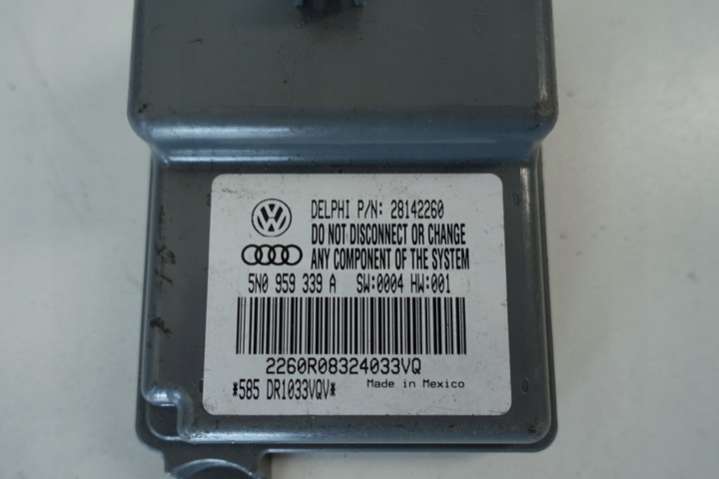 DELPHI P/N: 28142260
DO NOT DISCONNECT OR CHANGE
ANY COMPONENT OF THE SYSTEM
5N0 959 339 A SW:0004 HW:001
2260R08324033VQ
*585 DR1033VQV* Made in Mexico